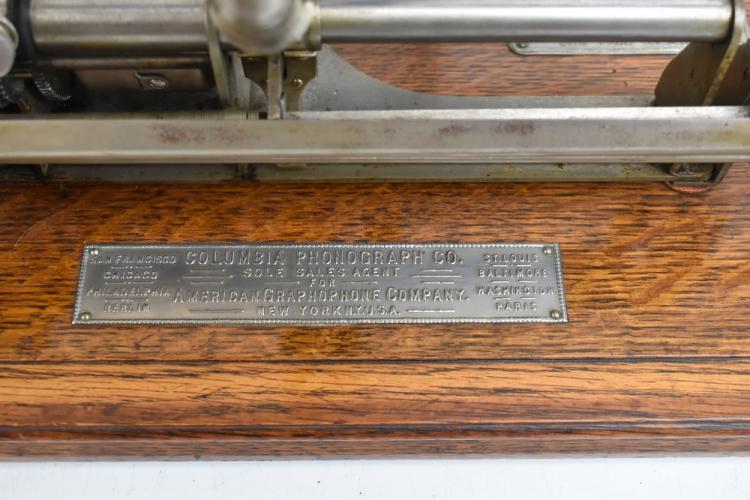 SAN FRANCISCO
CHICAGO
PHILADELPHIA
BERLIN
COLUMBIA PHONOGRAPH CO.
SOLE SALES AGENT
FOR
AMERICAN GRAPHOPHONE COMPANY.
NEW YORK N.Y. U.S.A.
ST. LOUIS
BALTIMORE
WASHINGTON
PARIS